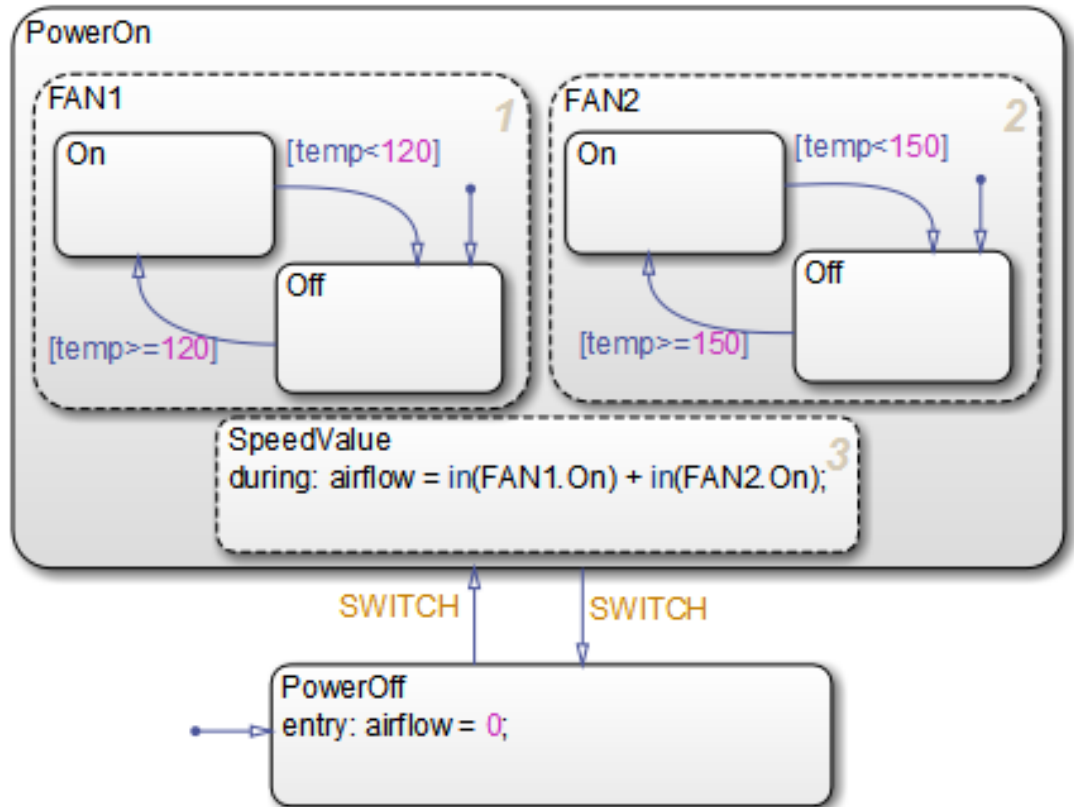 PowerOn
FAN1
1
On
[temp<120]
Off
[temp>=120]
FAN2
2
On
[temp<150]
Off
[temp>=150]
SpeedValue
3
during: airflow = in(FAN1.On) + in(FAN2.On);
SWITCH
SWITCH
PowerOff
entry: airflow = 0;